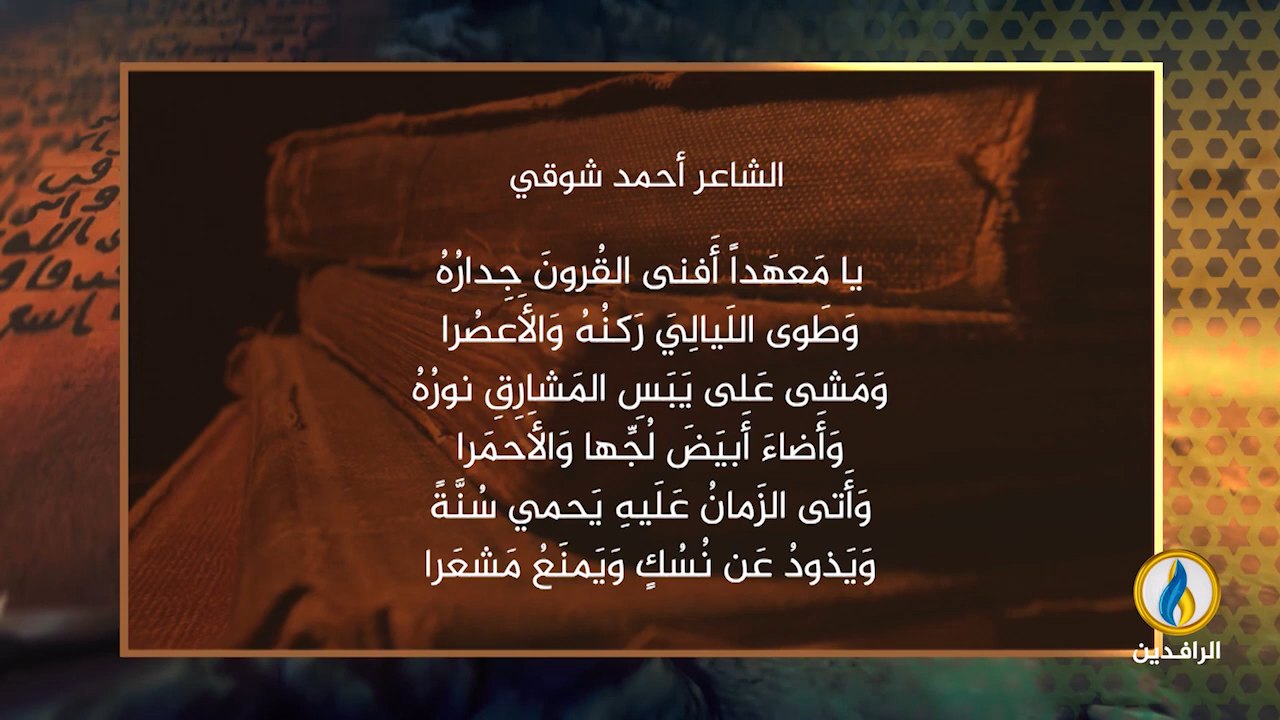 الشاعر أحمد شوقي
يا مَعهَداً أَفنى القُرونَ جِدارُهُ
وَطَوى اللَيالِيَ رَكنُهُ وَالأَعصُرا
وَمَشى عَلى يَبَسِ المَشارِقِ نورُهُ
وَأَضاءَ أَبيَضَ لُجِّها وَالأَحمَرا
وَأَتى الزَمانُ عَلَيهِ يَحمي سُنَّةً
وَيَذودُ عَن نُسُكٍ وَيَمنَعُ مَشعَرا
الرافدين